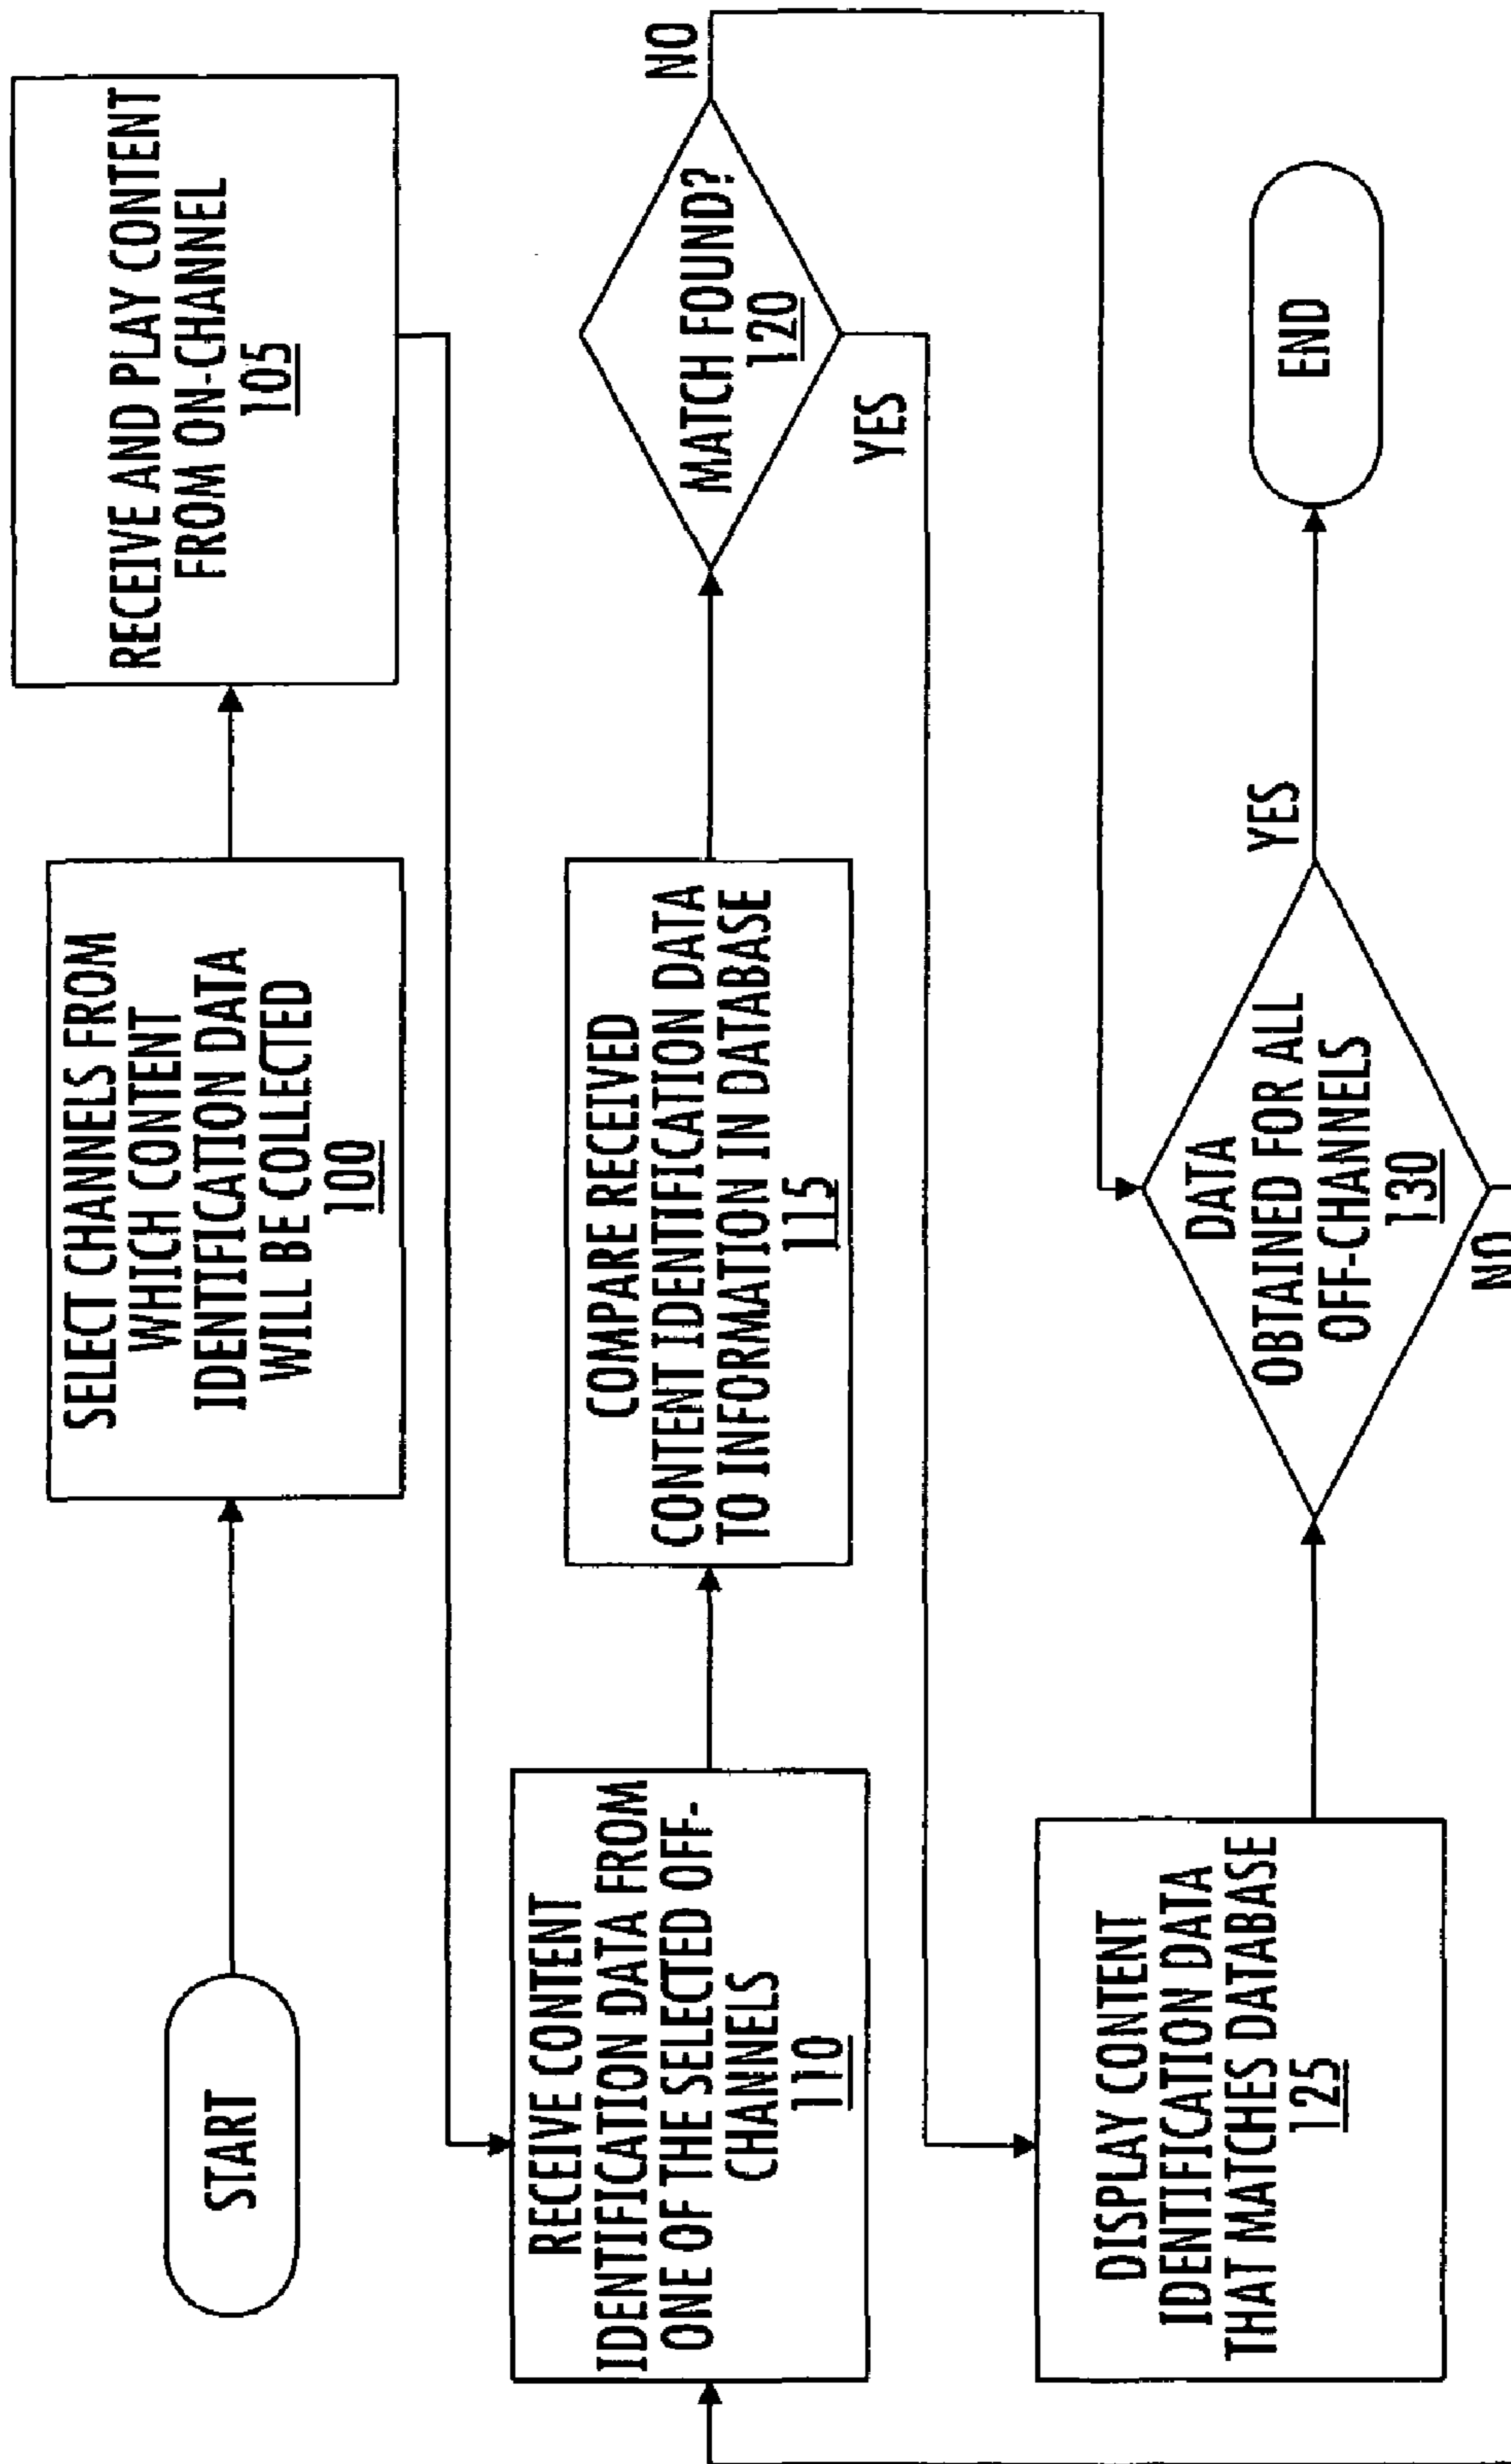 START
SELECT CHANNELS FROM
WHICH CONTENT
IDENTIFICATION DATA
WILL BE COLLECTED
100
RECEIVE AND PLAY CONTENT
FROM ON-CHANNEL
105
RECEIVE CONTENT
IDENTIFICATION DATA FROM
ONE OF THE SELECTED OFF-
CHANNELS
110
COMPARE RECEIVED
CONTENT IDENTIFICATION DATA
TO INFORMATION IN DATABASE
115
MATCH FOUND?
120
NO
YES
DISPLAY CONTENT
IDENTIFICATION DATA
THAT MATCHES DATABASE
125
DATA
OBTAINED FOR ALL
OFF-CHANNELS
130
YES
NO
END